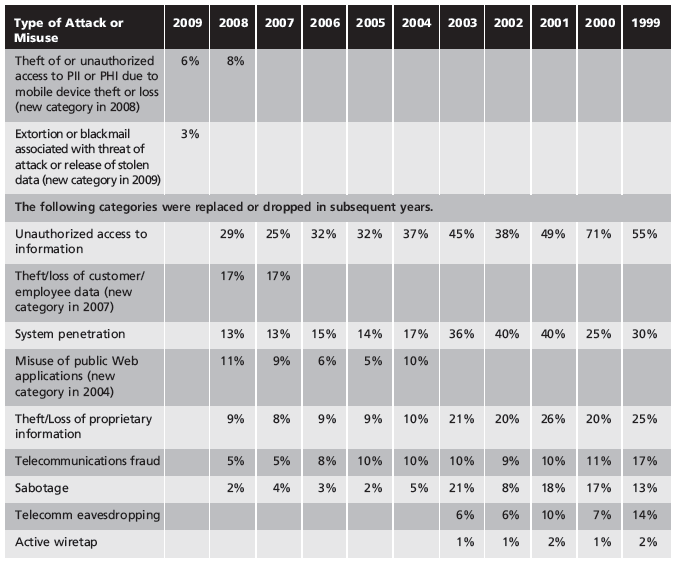 Type of Attack or Misuse 2009 2008 2007 2006 2005 2004 2003 2002 2001 2000 1999
Theft of or unauthorized 6% 8%
access to PII or PHI due to
mobile device theft or loss
(new category in 2008)
Extortion or blackmail 3%
associated with threat of
attack or release of stolen
data (new category in 2009)
The following categories were replaced or dropped in subsequent years.
Unauthorized access to 29% 25% 32% 32% 37% 45% 38% 49% 71% 55%
information
Theft/loss of customer/ 17% 17%
employee data (new
category in 2007)
System penetration 13% 13% 15% 14% 17% 36% 40% 40% 25% 30%
Misuse of public Web 11% 9% 6% 5% 10%
applications (new
category in 2004)
Theft/Loss of proprietary 9% 8% 9% 9% 10% 21% 20% 26% 20% 25%
information
Telecommunications fraud 5% 5% 8% 10% 10% 10% 9% 10% 11% 17%
Sabotage 2% 4% 3% 2% 5% 21% 8% 18% 17% 13%
Telecomm eavesdropping 6% 6% 10% 7% 14%
Active wiretap 1% 1% 2% 1% 2%